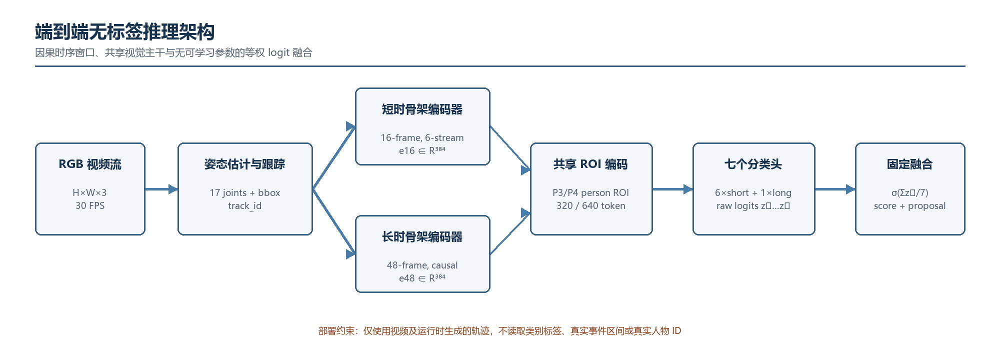 端到端无标签推理架构
因果时序窗口、共享视觉主干与无可学习参数的等权 logit 融合
RGB 视频流
H×W×3
30 FPS
姿态估计与跟踪
17 joints + bbox
track_id
短时骨架编码器
16-frame, 6-stream
e16 ∈ R³⁸⁴
长时骨架编码器
48-frame, causal
e48 ∈ R³⁸⁴
共享 ROI 编码
P3/P4 person ROI
320 / 640 token
七个分类头
6×short + 1×long
raw logits z□...z□
固定融合
σ(Σz□/7)
score + proposal
部署约束：仅使用视频及运行时生成的轨迹，不读取类别标签、真实事件区间或真实人物 ID